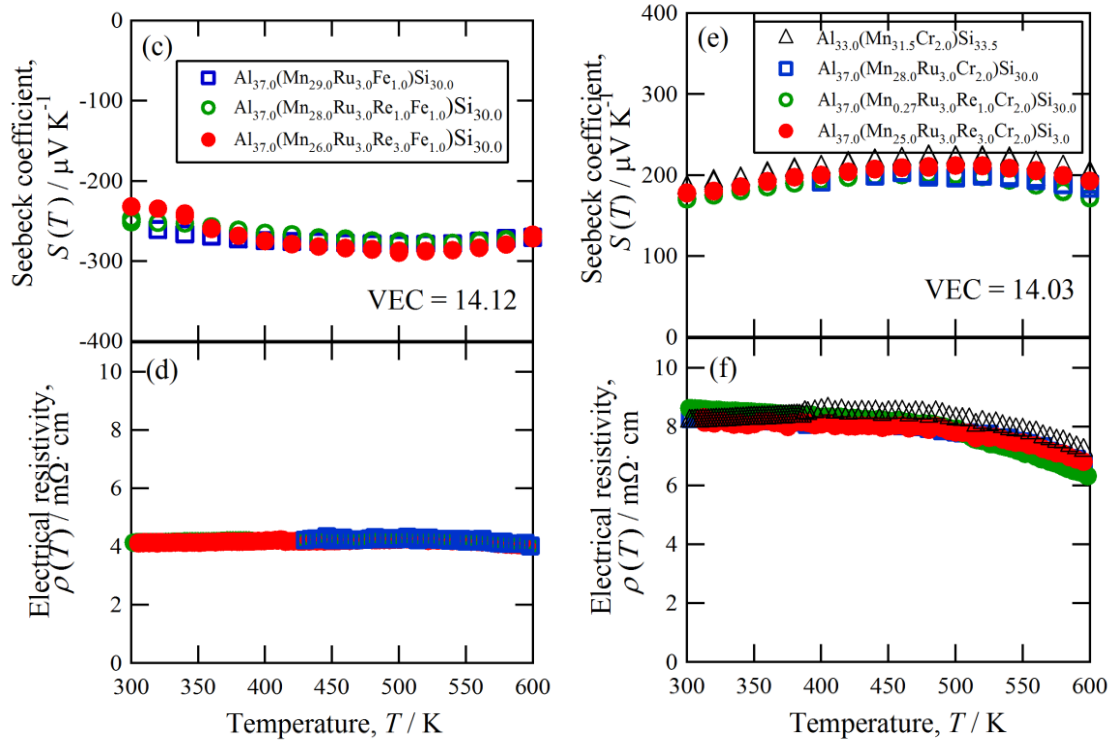 (c)
0
-100
-200
-300
-400
Seebeck coefficient,
S (T) / μV K⁻¹
Al37.0(Mn29.0Ru3.0Fe1.0)Si30.0
Al37.0(Mn28.0Ru3.0Re1.0Fe1.0)Si30.0
Al37.0(Mn26.0Ru3.0Re3.0Fe1.0)Si30.0
VEC = 14.12
(d)
10
8
6
4
2
0
Electrical resistivity,
ρ (T) / mΩ· cm
300 350 400 450 500 550 600
Temperature, T / K
(e)
400
300
200
100
0
Seebeck coefficient,
S (T) / μV K⁻¹
Al33.0(Mn31.5Cr2.0)Si33.5
Al37.0(Mn28.0Ru3.0Cr2.0)Si30.0
Al37.0(Mn0.27Ru3.0Re1.0Cr2.0)Si30.0
Al37.0(Mn25.0Ru3.0Re3.0Cr2.0)Si3.0
VEC = 14.03
(f)
10
8
6
4
2
0
Electrical resistivity,
ρ (T) / mΩ· cm
300 350 400 450 500 550 600
Temperature, T / K